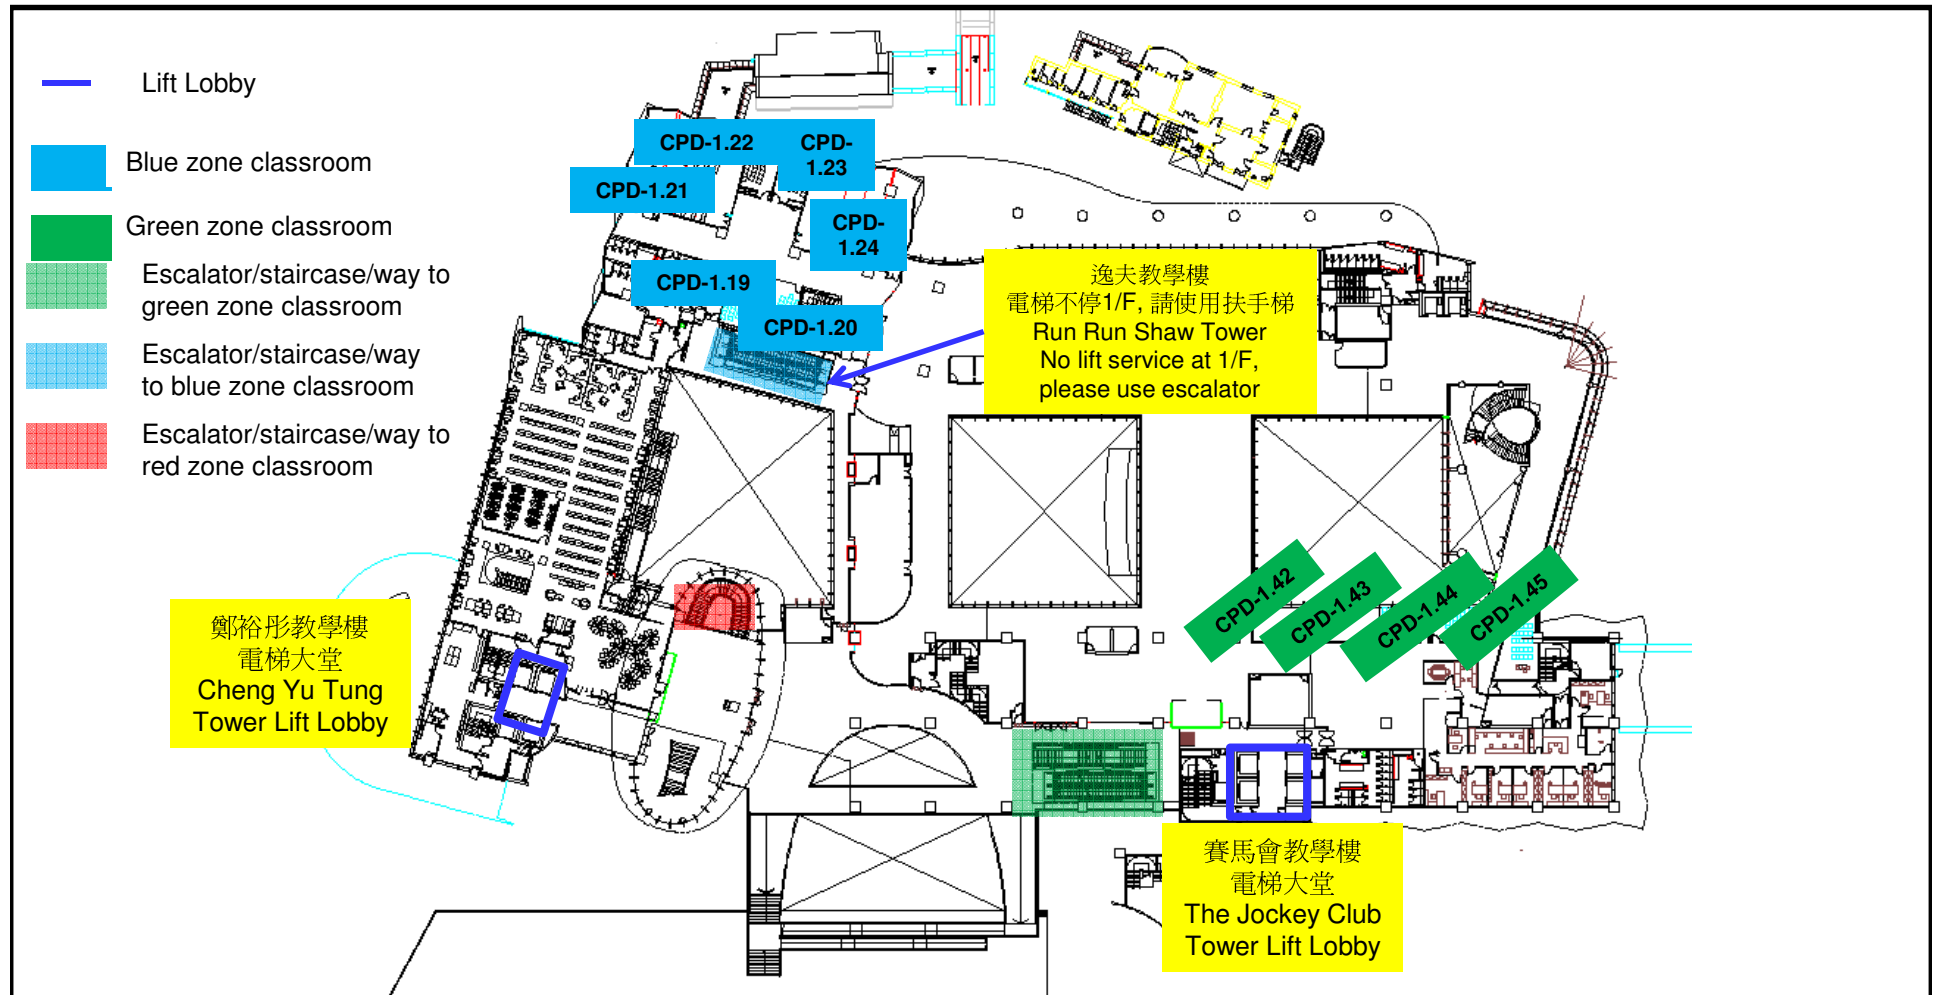 Lift Lobby
Blue zone classroom
Green zone classroom
Escalator/staircase/way to
green zone classroom
Escalator/staircase/way
to blue zone classroom
Escalator/staircase/way to
red zone classroom
CPD-1.22
CPD-
1.23
CPD-1.21
CPD-
1.24
CPD-1.19
CPD-1.20
逸夫教學樓
電梯不停1/F, 請使用扶手梯
Run Run Shaw Tower
No lift service at 1/F,
please use escalator
CPD-1.42
CPD-1.43
CPD-1.44
CPD-1.45
鄭裕彤教學樓
電梯大堂
Cheng Yu Tung
Tower Lift Lobby
賽馬會教學樓
電梯大堂
The Jockey Club
Tower Lift Lobby